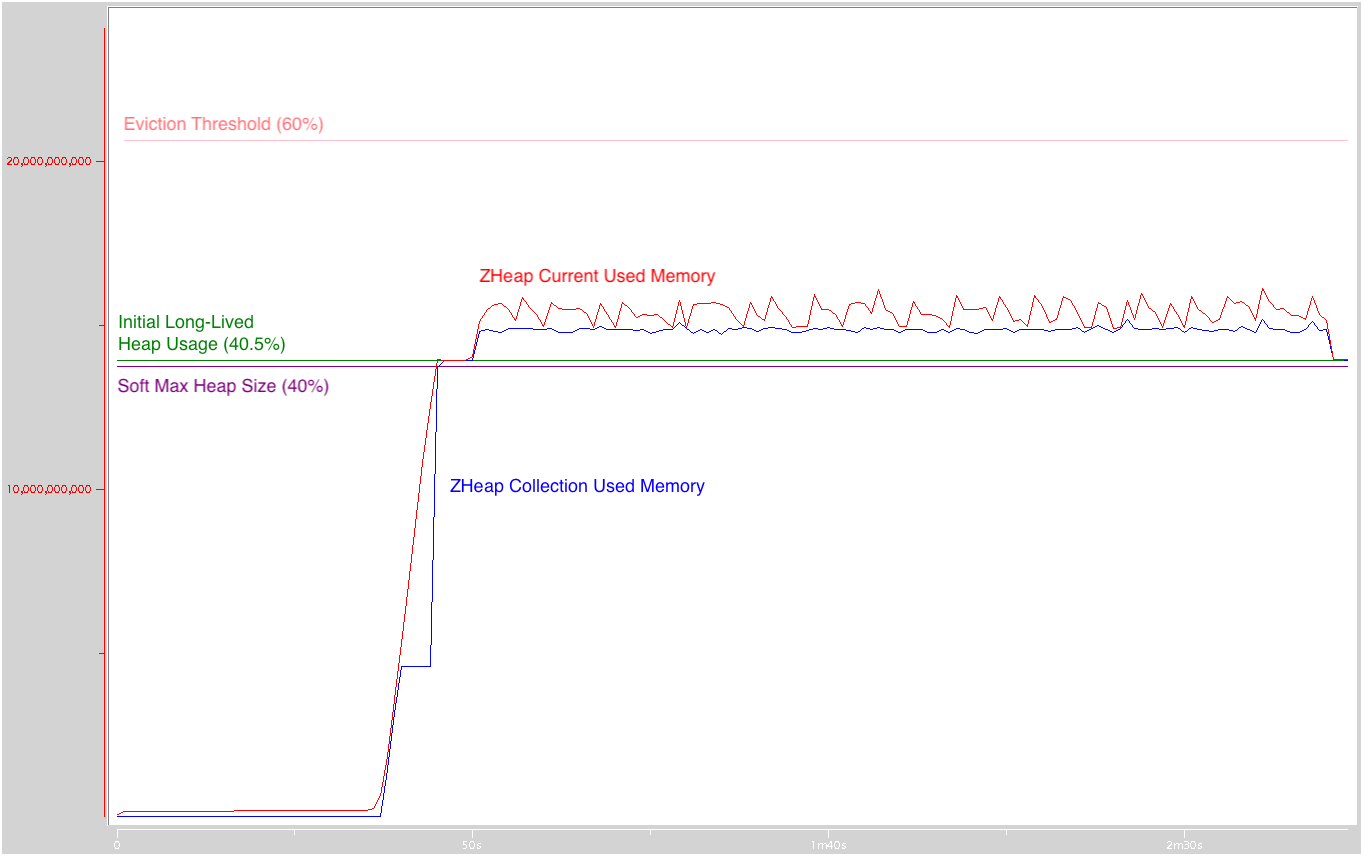 Eviction Threshold (60%)
20,000,000,000
ZHeap Current Used Memory
Initial Long-Lived
Heap Usage (40.5%)
Soft Max Heap Size (40%)
10,000,000,000
ZHeap Collection Used Memory
0
50s
1m40s
2m30s